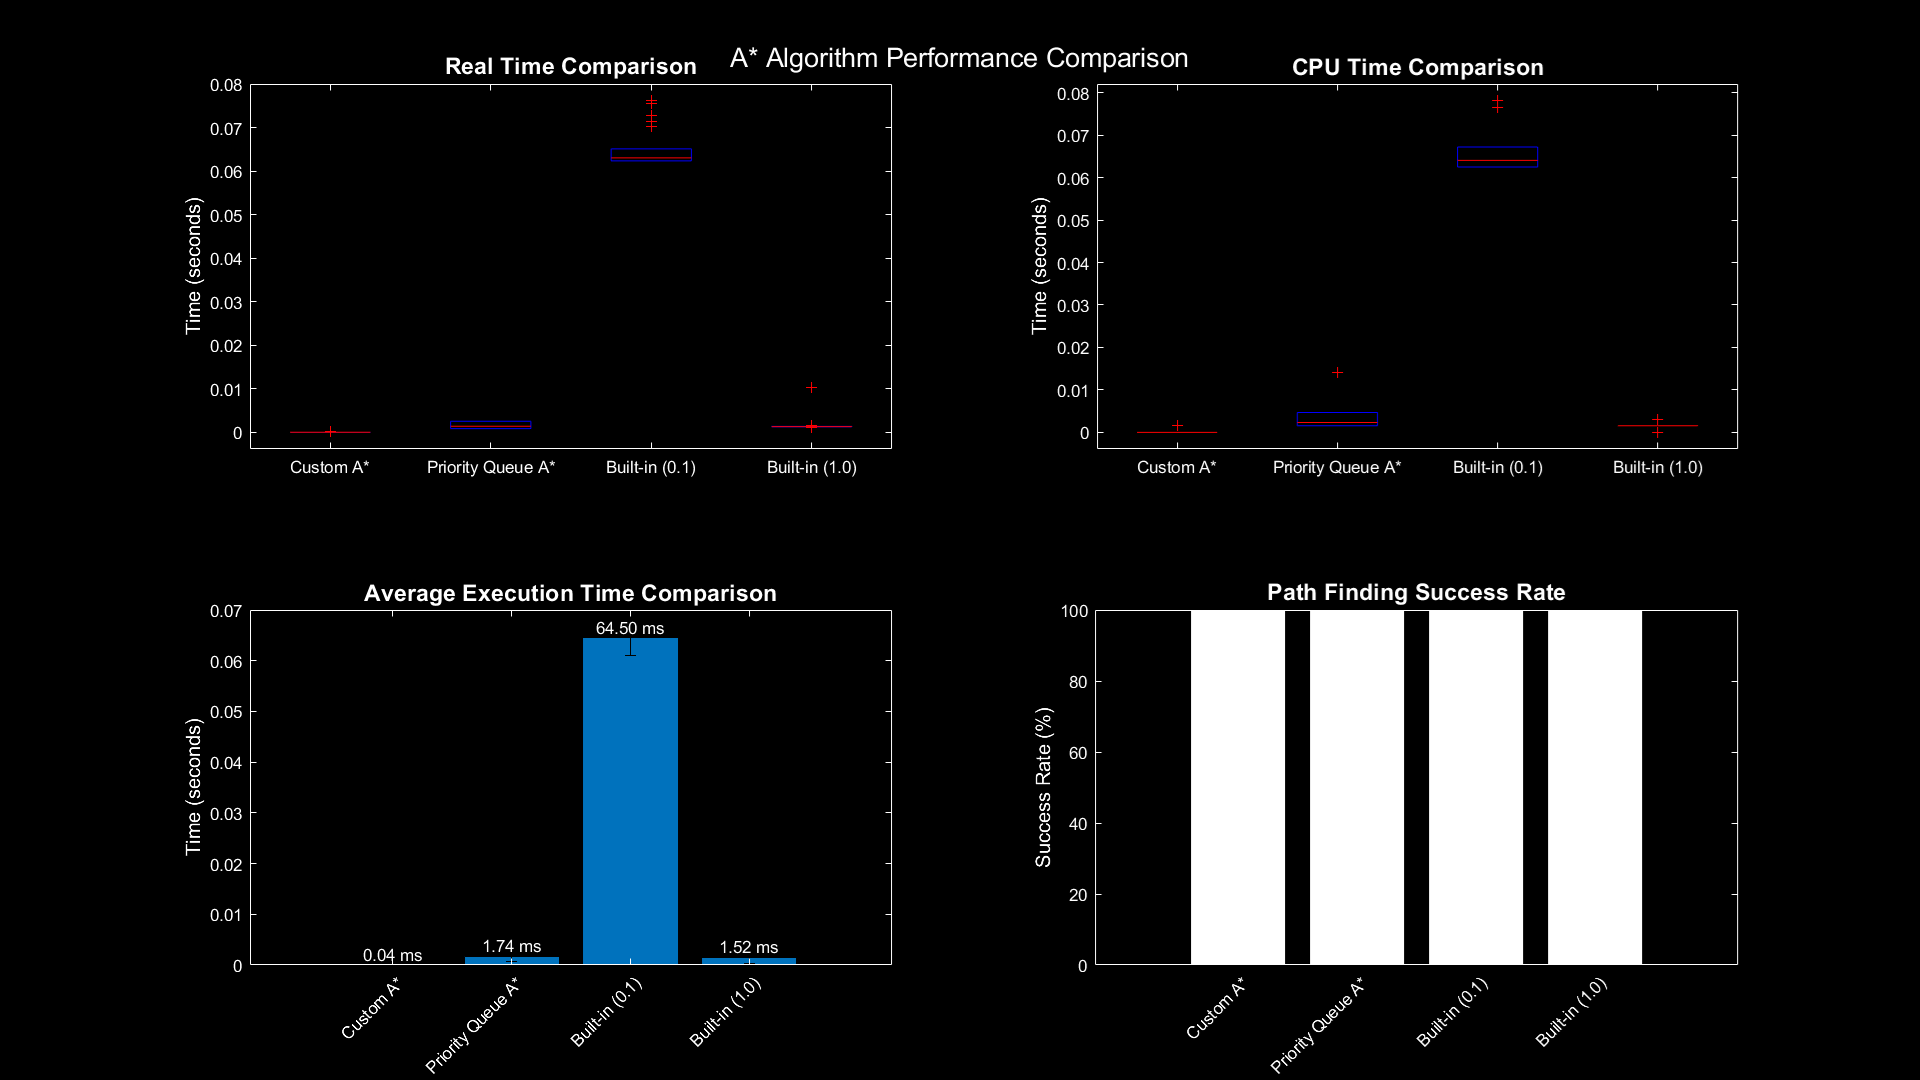 A* Algorithm Performance Comparison
Real Time Comparison
Time (seconds)
0.08
0.07
0.06
0.05
0.04
0.03
0.02
0.01
0
Custom A*
Priority Queue A*
Built-in (0.1)
Built-in (1.0)
CPU Time Comparison
Time (seconds)
0.08
0.07
0.06
0.05
0.04
0.03
0.02
0.01
0
Custom A*
Priority Queue A*
Built-in (0.1)
Built-in (1.0)
Average Execution Time Comparison
Time (seconds)
0.07
0.06
0.05
0.04
0.03
0.02
0.01
0
0.04 ms
1.74 ms
64.50 ms
1.52 ms
Custom A*
Priority Queue A*
Built-in (0.1)
Built-in (1.0)
Path Finding Success Rate
Success Rate (%)
100
80
60
40
20
0
Custom A*
Priority Queue A*
Built-in (0.1)
Built-in (1.0)